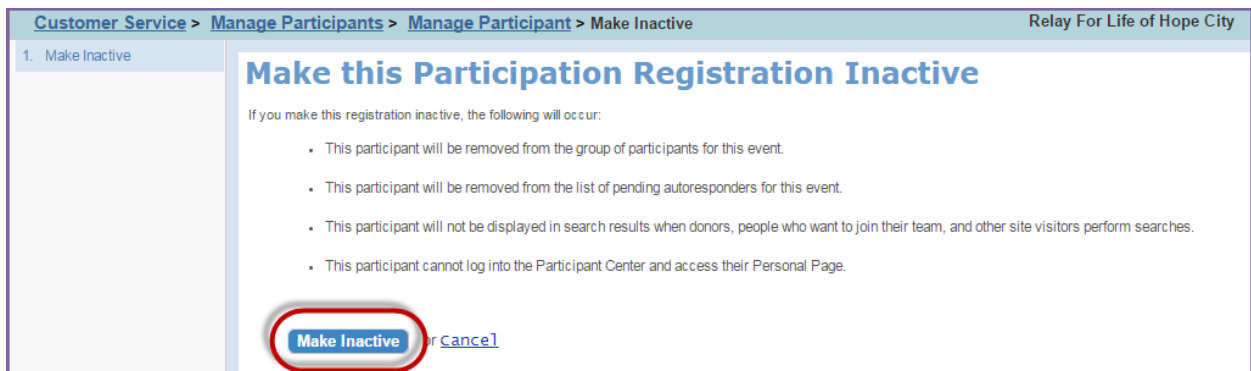 Customer Service > Manage Participants > Manage Participant > Make Inactive
Relay For Life of Hope City
1. Make Inactive
Make this Participation Registration Inactive
If you make this registration inactive, the following will occur:
• This participant will be removed from the group of participants for this event.
• This participant will be removed from the list of pending autoresponders for this event.
• This participant will not be displayed in search results when donors, people who want to join their team, and other site visitors perform searches.
• This participant cannot log into the Participant Center and access their Personal Page.
Make Inactive or Cancel